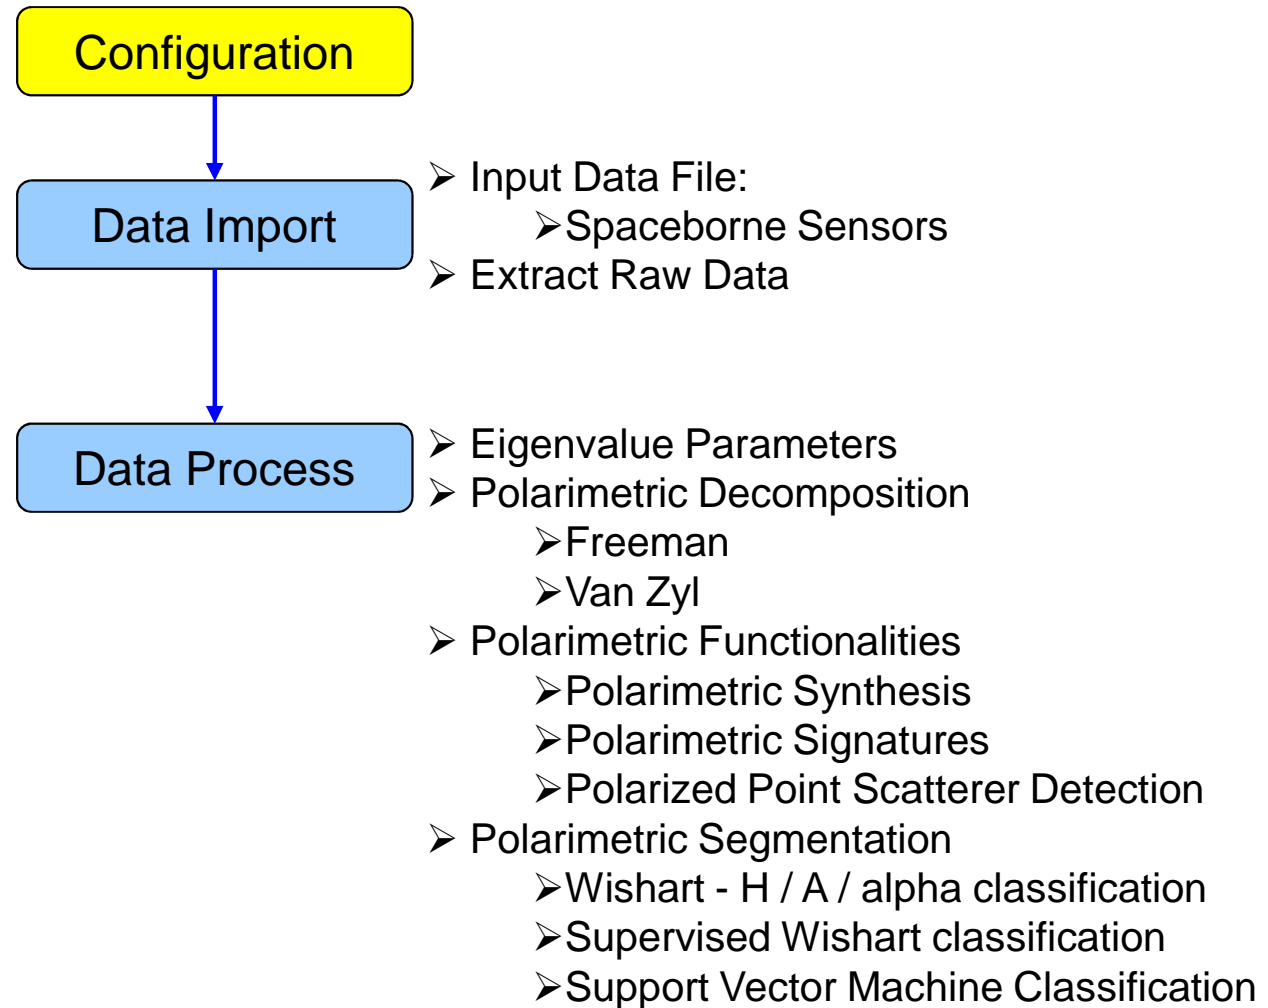 Configuration
Data Import
➢ Input Data File:
➢Spaceborne Sensors
➢ Extract Raw Data
Data Process
➢ Eigenvalue Parameters
➢ Polarimetric Decomposition
➢Freeman
➢Van Zyl
➢ Polarimetric Functionalities
➢Polarimetric Synthesis
➢Polarimetric Signatures
➢Polarized Point Scatterer Detection
➢ Polarimetric Segmentation
➢Wishart - H / A / alpha classification
➢Supervised Wishart classification
➢Support Vector Machine Classification